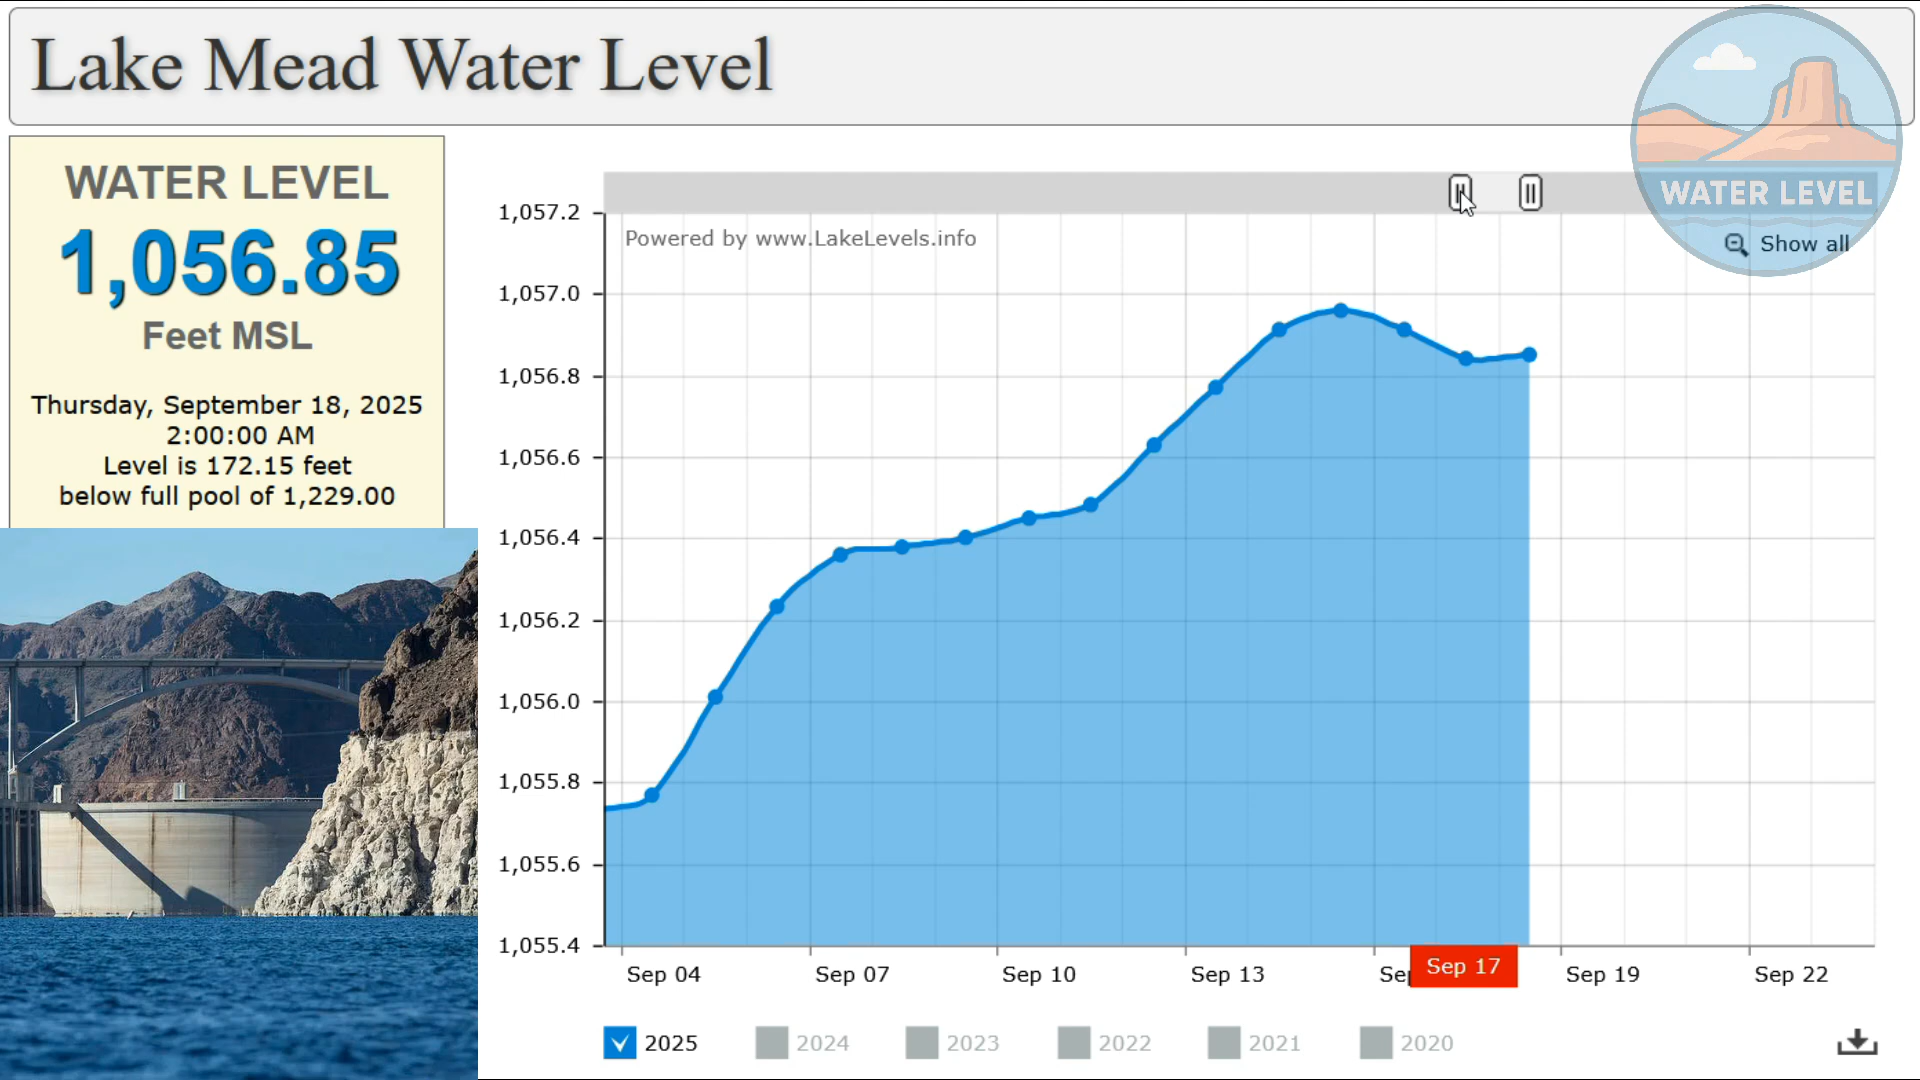 Lake Mead Water Level
WATER LEVEL
WATER LEVEL
1,056.85
Feet MSL
Thursday, September 18, 2025
2:00:00 AM
Level is 172.15 feet
below full pool of 1,229.00
Powered by www.LakeLevels.info
Show all
1,057.2
1,057.0
1,056.8
1,056.6
1,056.4
1,056.2
1,056.0
1,055.8
1,055.6
1,055.4
Sep 04 Sep 07 Sep 10 Sep 13 Sep 17 Sep 19 Sep 22
2025 2024 2023 2022 2021 2020